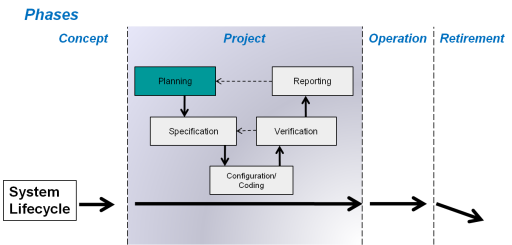 Phases
Concept
Project
Operation
Retirement
Planning
Reporting
Specification
Verification
Configuration/
Coding
System
Lifecycle